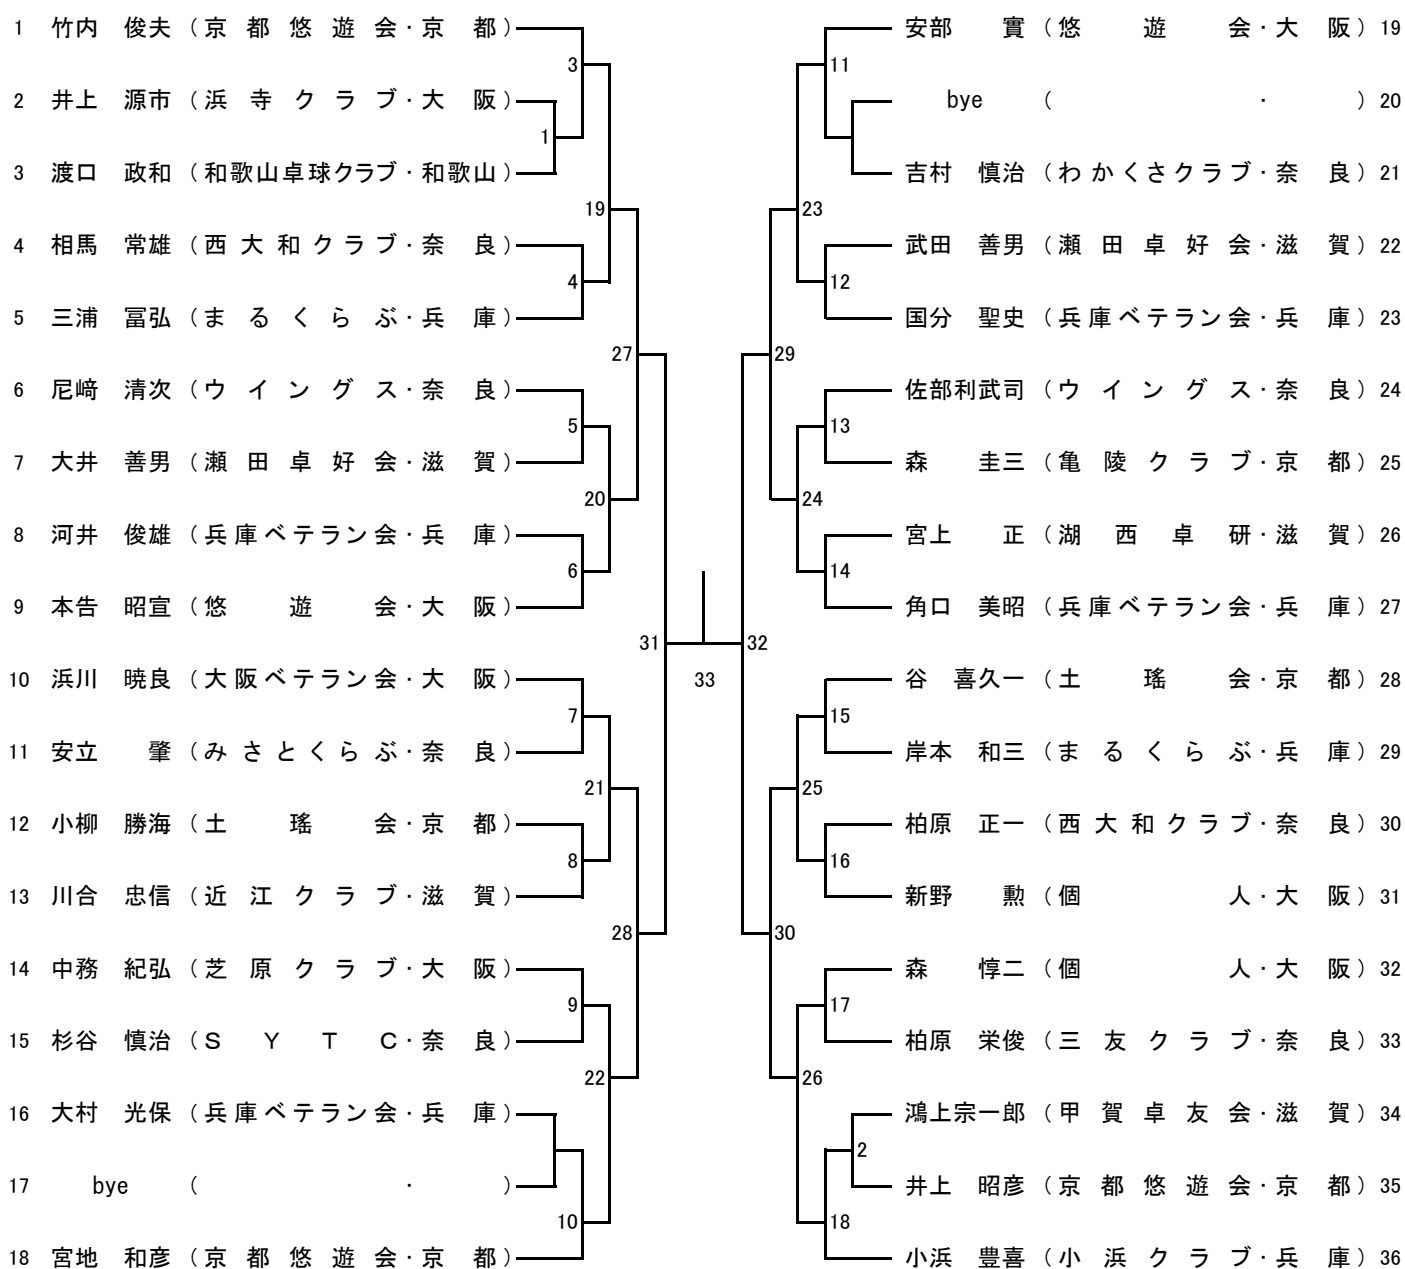 1 竹内 俊夫 (京都悠遊会・京都)
3
2 井上 源市 (浜寺クラブ・大阪)
1
3 渡口 政和 (和歌山卓球クラブ・和歌山)
19
4 相馬 常雄 (西大和クラブ・奈良)
4
5 三浦 冨弘 (まるくらぶ・兵庫)
27
6 尼﨑 清次 (ウイングス・奈良)
5
7 大井 善男 (瀬田卓好会・滋賀)
20
8 河井 俊雄 (兵庫ベテラン会・兵庫)
6
9 本告 昭宣 (悠遊会・大阪)
31
10 浜川 暁良 (大阪ベテラン会・大阪)
7
11 安立 肇 (みさとくらぶ・奈良)
21
12 小柳 勝海 (土瑤会・京都)
8
13 川合 忠信 (近江クラブ・滋賀)
28
14 中務 紀弘 (芝原クラブ・大阪)
9
15 杉谷 慎治 (SYTC・奈良)
22
16 大村 光保 (兵庫ベテラン会・兵庫)
17 bye (・)
10
18 宮地 和彦 (京都悠遊会・京都)
33
安部 實 (悠遊会・大阪) 19
11
bye (・) 20
吉村 慎治 (わかくさクラブ・奈良) 21
23
武田 善男 (瀬田卓好会・滋賀) 22
12
国分 聖史 (兵庫ベテラン会・兵庫) 23
29
佐部利武司 (ウイングス・奈良) 24
13
森 圭三 (亀陵クラブ・京都) 25
24
宮上 正 (湖西卓研・滋賀) 26
14
角口 美昭 (兵庫ベテラン会・兵庫) 27
32
谷 喜久一 (土瑤会・京都) 28
15
岸本 和三 (まるくらぶ・兵庫) 29
25
柏原 正一 (西大和クラブ・奈良) 30
16
新野 勲 (個人・大阪) 31
30
森 惇二 (個人・大阪) 32
17
柏原 栄俊 (三友クラブ・奈良) 33
26
鴻上宗一郎 (甲賀卓友会・滋賀) 34
2
井上 昭彦 (京都悠遊会・京都) 35
18
小浜 豊喜 (小浜クラブ・兵庫) 36